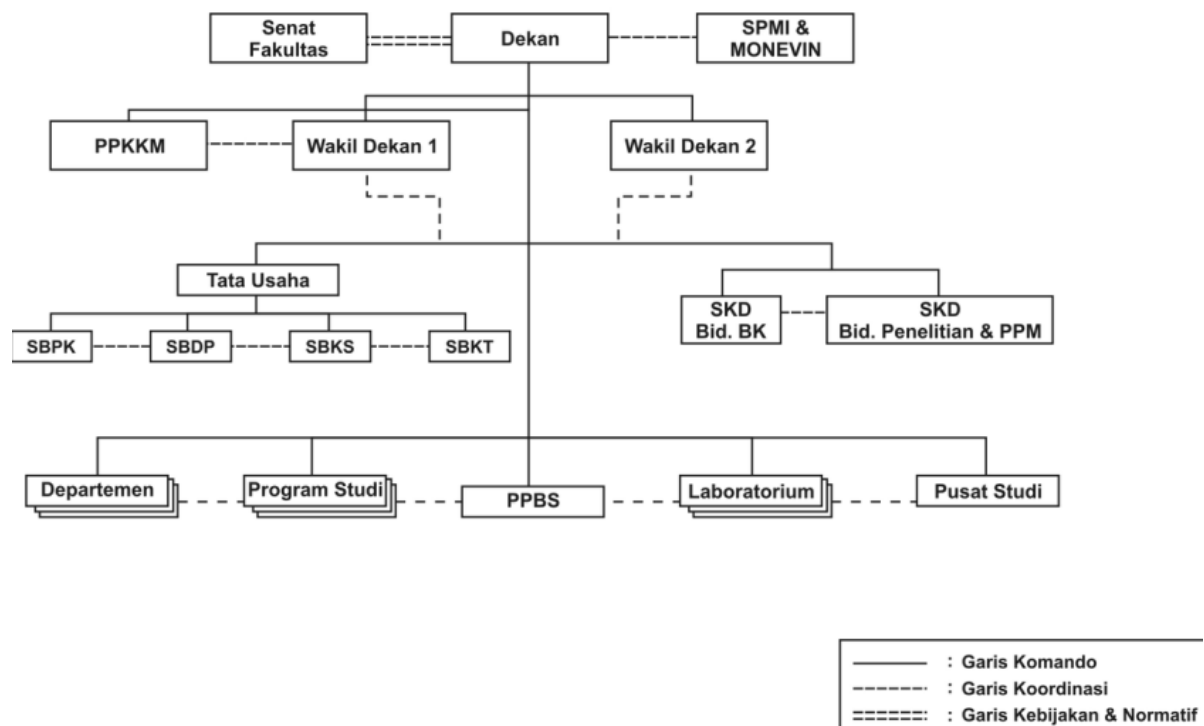 Senat
Fakultas
Dekan
SPMI &
MONEVIN
PPKKM
Wakil Dekan 1
Wakil Dekan 2
Tata Usaha
SKD
Bid. BK
SKD
Bid. Penelitian & PPM
SBPK
SBDP
SBKS
SBKT
Departemen
Program Studi
PPBS
Laboratorium
Pusat Studi
: Garis Komando
: Garis Koordinasi
: Garis Kebijakan & Normatif